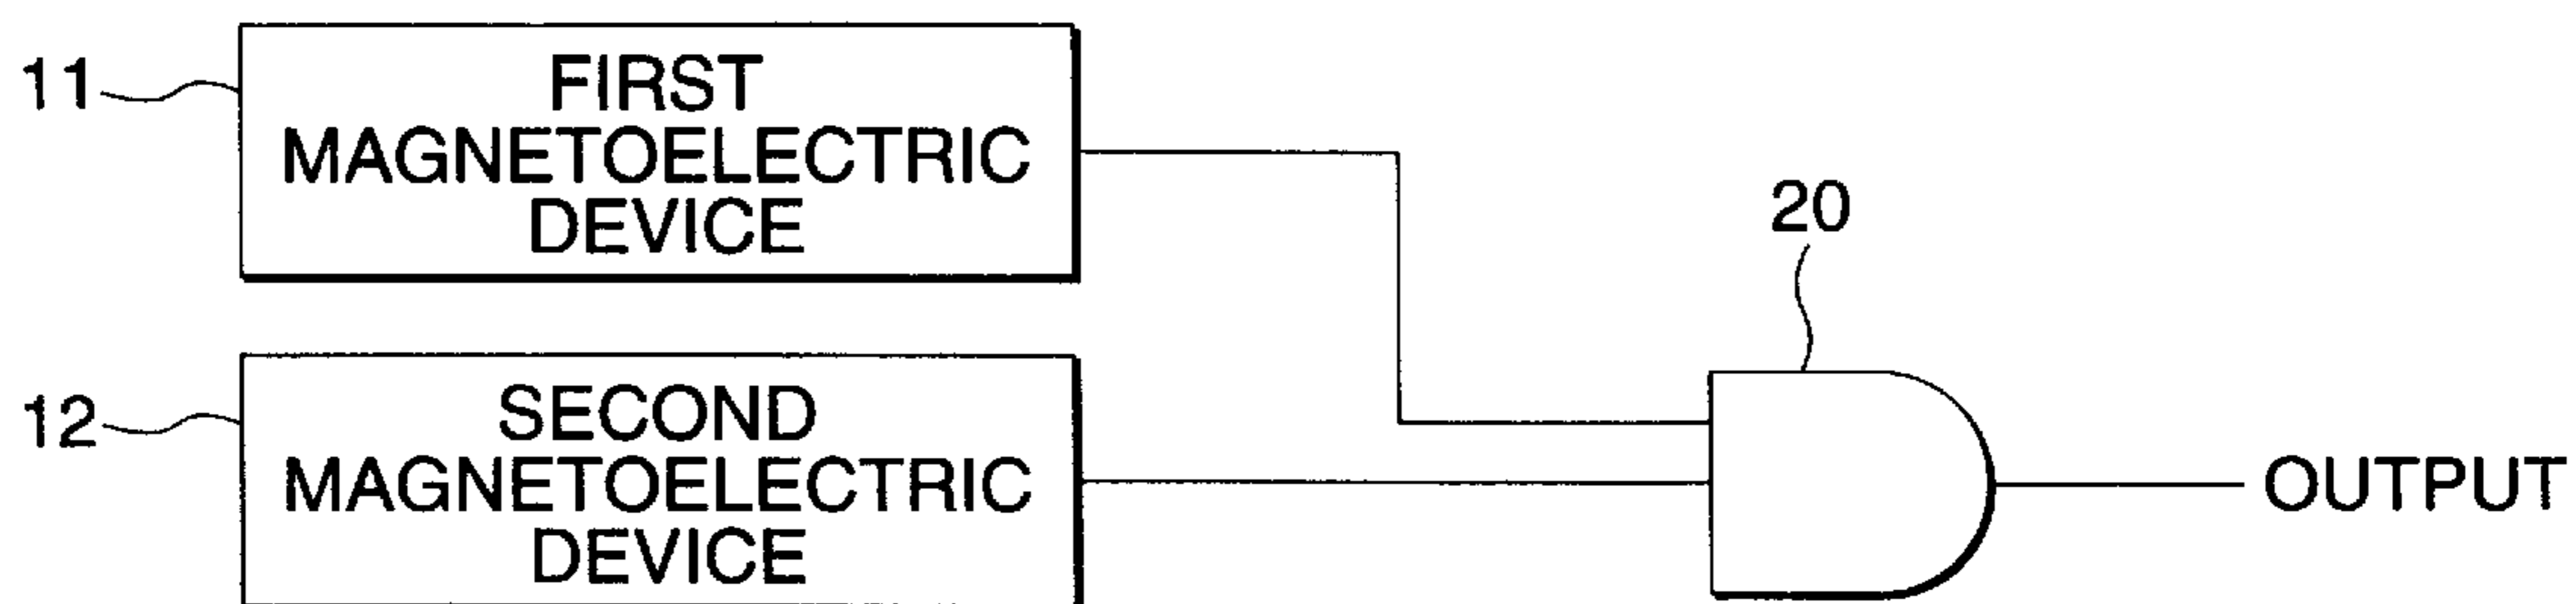 11
FIRST
MAGNETOELECTRIC
DEVICE
20
12
SECOND
MAGNETOELECTRIC
DEVICE
OUTPUT